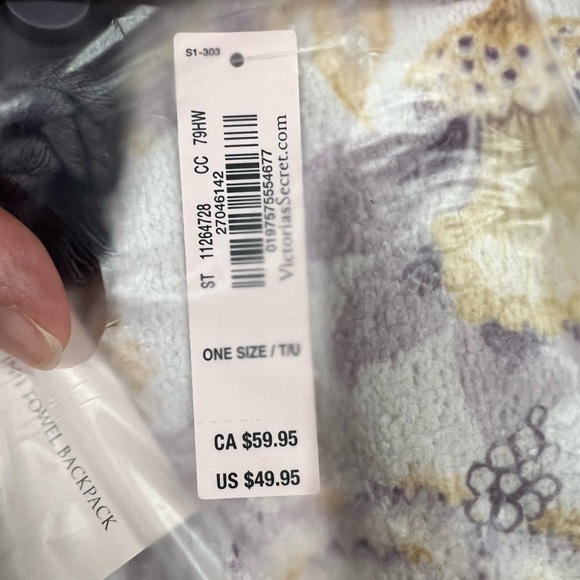 S1-303
ST 11264728 CC 79HW
27046142
0197575554677
VictoriasSecret.com
ONE SIZE / T/U
CA $59.95
US $49.95
TOWEL BACKPACK